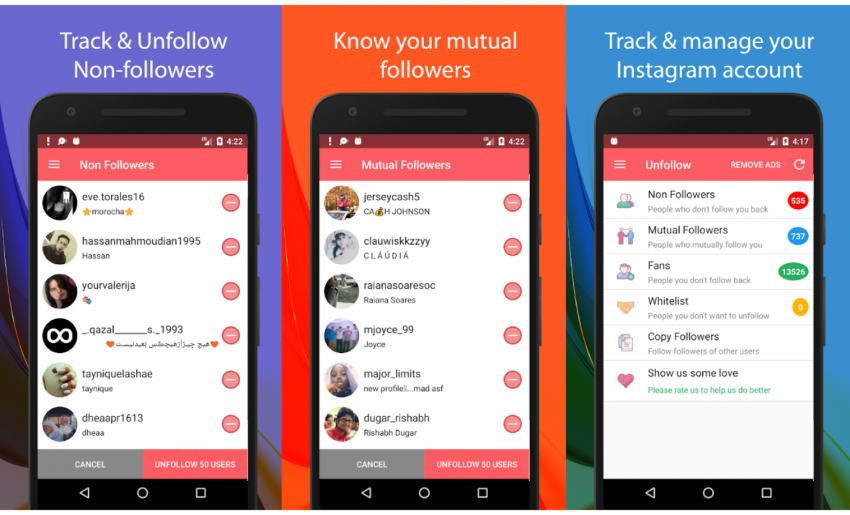 Track & Unfollow
Non-followers
4:22
Non Followers
eve.torales16
⭐morocha⭐
hassanmahmoudian1995
Hassan
yourvalerija
🎭
_.qazal______s._1993
🧡هیچ چیزازهیچکس بعیدنیست🧡
tayniquelashae
taynique
dheaapr1613
dheaa
CANCEL
UNFOLLOW 50 USERS
Know your mutual
followers
4:22
Mutual Followers
jerseycash5
CA💰H JOHNSON
clauwiskkzzyy
C L Á Ú D I Á
raianasoaresoc
Raiana Soares
mjoyce_99
Joyce
major_limits
new profile||...mad asf
dugar_rishabh
Rishabh Dugar
CANCEL
UNFOLLOW 50 USERS
Track & manage your
Instagram account
4:17
Unfollow REMOVE ADS
Non Followers
People who don't follow you back
535
Mutual Followers
People who mutually follow you
737
Fans
People you don't follow back
13526
Whitelist
People you don't want to unfollow
0
Copy Followers
Follow followers of other users
Show us some love
Please rate us to help us do better